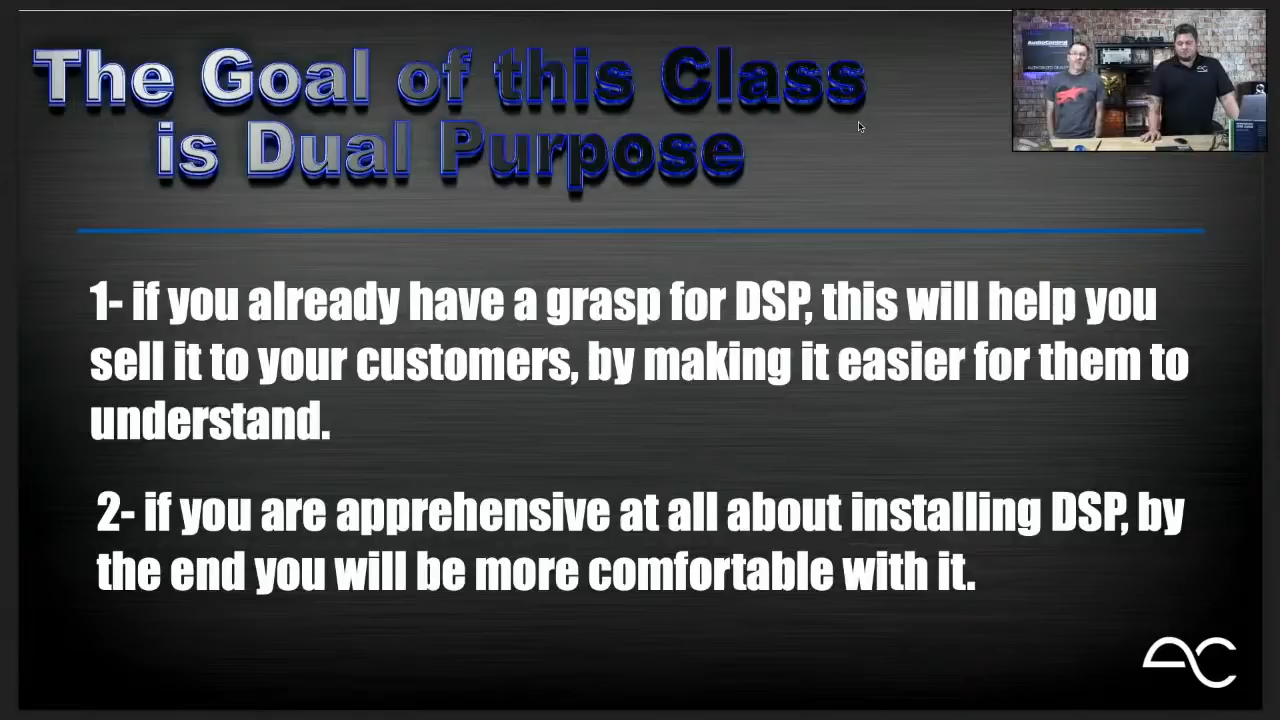 The Goal of this Class
is Dual Purpose
AudioControl
1- if you already have a grasp for DSP, this will help you
sell it to your customers, by making it easier for them to
understand.
2- if you are apprehensive at all about installing DSP, by
the end you will be more comfortable with it.
AC